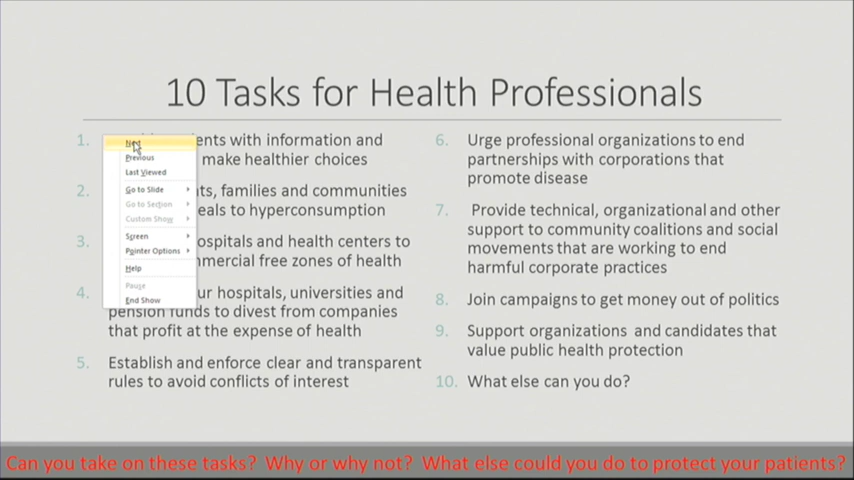 10 Tasks for Health Professionals
1. ents with information and
make healthier choices
2. ts, families and communities
eals to hyperconsumption
3. ospitals and health centers to
mmercial free zones of health
4. ur hospitals, universities and
pension funds to divest from companies
that profit at the expense of health
5. Establish and enforce clear and transparent
rules to avoid conflicts of interest
Next
Previous
Last Viewed
Go to Slide
Go to Section
Custom Show
Screen
Pointer Options
Help
Pause
End Show
6. Urge professional organizations to end
partnerships with corporations that
promote disease
7. Provide technical, organizational and other
support to community coalitions and social
movements that are working to end
harmful corporate practices
8. Join campaigns to get money out of politics
9. Support organizations and candidates that
value public health protection
10. What else can you do?
Can you take on these tasks? Why or why not? What else could you do to protect your patients?